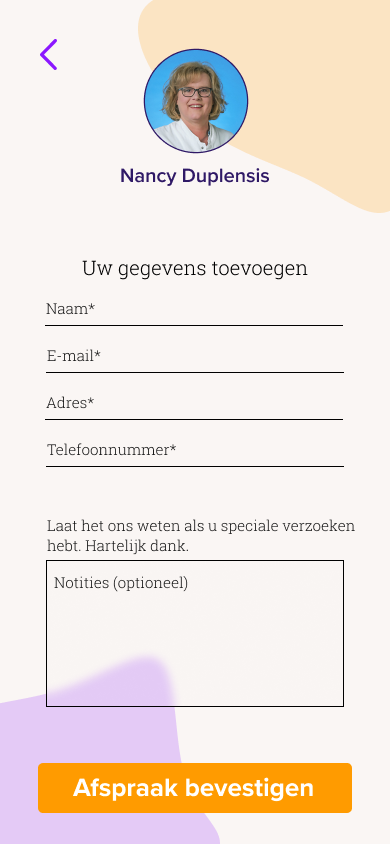 Nancy Duplensis
Uw gegevens toevoegen
Naam*
E-mail*
Adres*
Telefoonnummer*
Laat het ons weten als u speciale verzoeken
hebt. Hartelijk dank.
Notities (optioneel)
Afspraak bevestigen